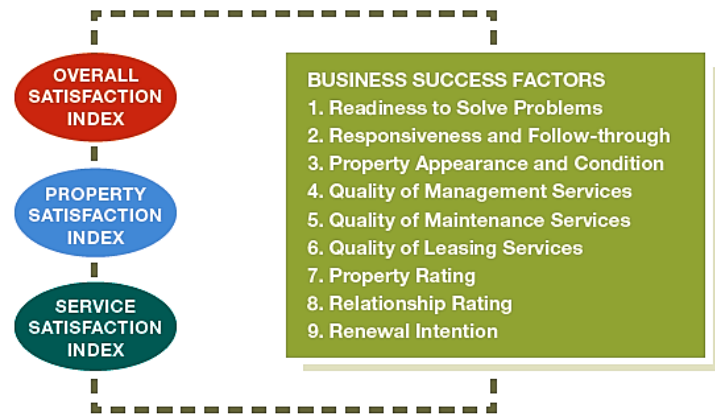 OVERALL
SATISFACTION
INDEX
PROPERTY
SATISFACTION
INDEX
SERVICE
SATISFACTION
INDEX
BUSINESS SUCCESS FACTORS
1. Readiness to Solve Problems
2. Responsiveness and Follow-through
3. Property Appearance and Condition
4. Quality of Management Services
5. Quality of Maintenance Services
6. Quality of Leasing Services
7. Property Rating
8. Relationship Rating
9. Renewal Intention